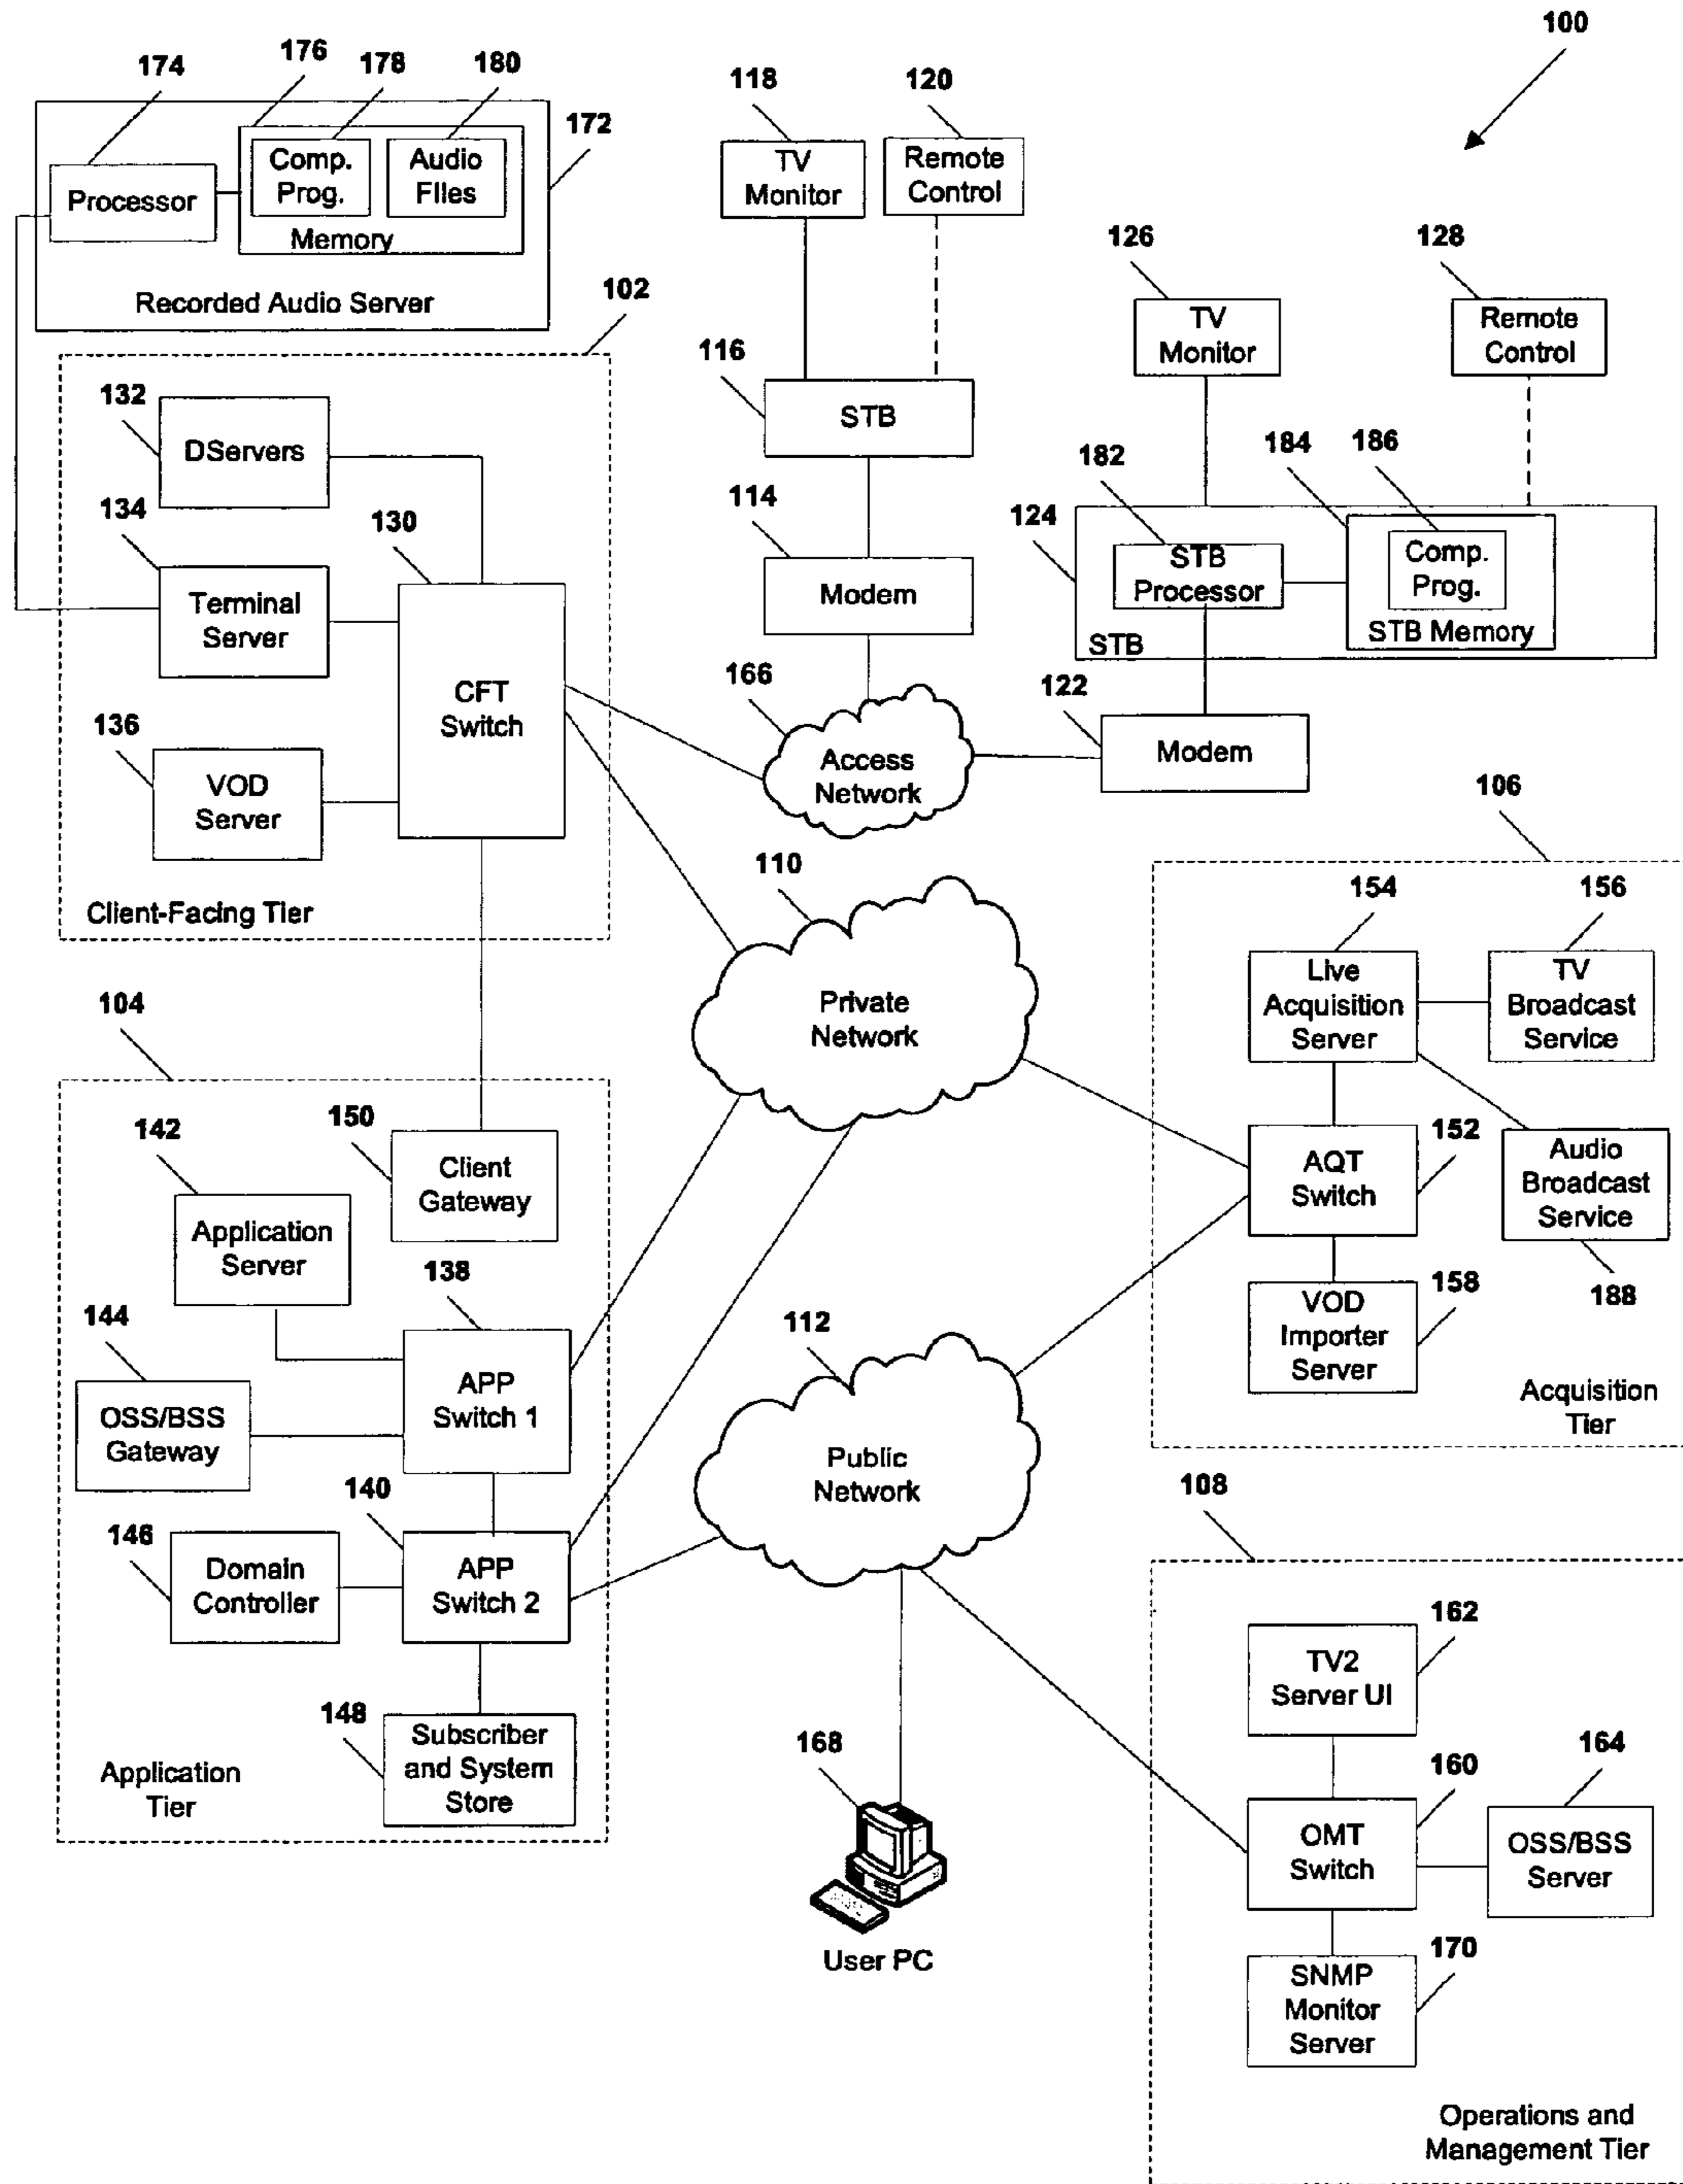 100
174
176
178
180
172
Comp.
Prog.
Audio
FIles
Processor
Memory
Recorded Audio Server
118
120
TV
Monitor
Remote
Control
126
128
TV
Monitor
Remote
Control
102
116
STB
132
DServers
134
Terminal
Server
130
CFT
Switch
136
VOD
Server
Client-Facing Tier
114
Modem
182
184
186
124
STB
Processor
Comp.
Prog.
STB Memory
STB
166
Access
Network
122
Modem
106
110
Private
Network
154
156
Live
Acquisition
Server
TV
Broadcast
Service
152
AQT
Switch
Audio
Broadcast
Service
188
158
VOD
Importer
Server
Acquisition
Tier
104
150
Client
Gateway
142
Application
Server
138
144
APP
Switch 1
OSS/BSS
Gateway
140
146
Domain
Controller
APP
Switch 2
148
Subscriber
and System
Store
Application
Tier
112
Public
Network
168
User PC
108
162
TV2
Server UI
160
164
OMT
Switch
OSS/BSS
Server
170
SNMP
Monitor
Server
Operations and
Management Tier